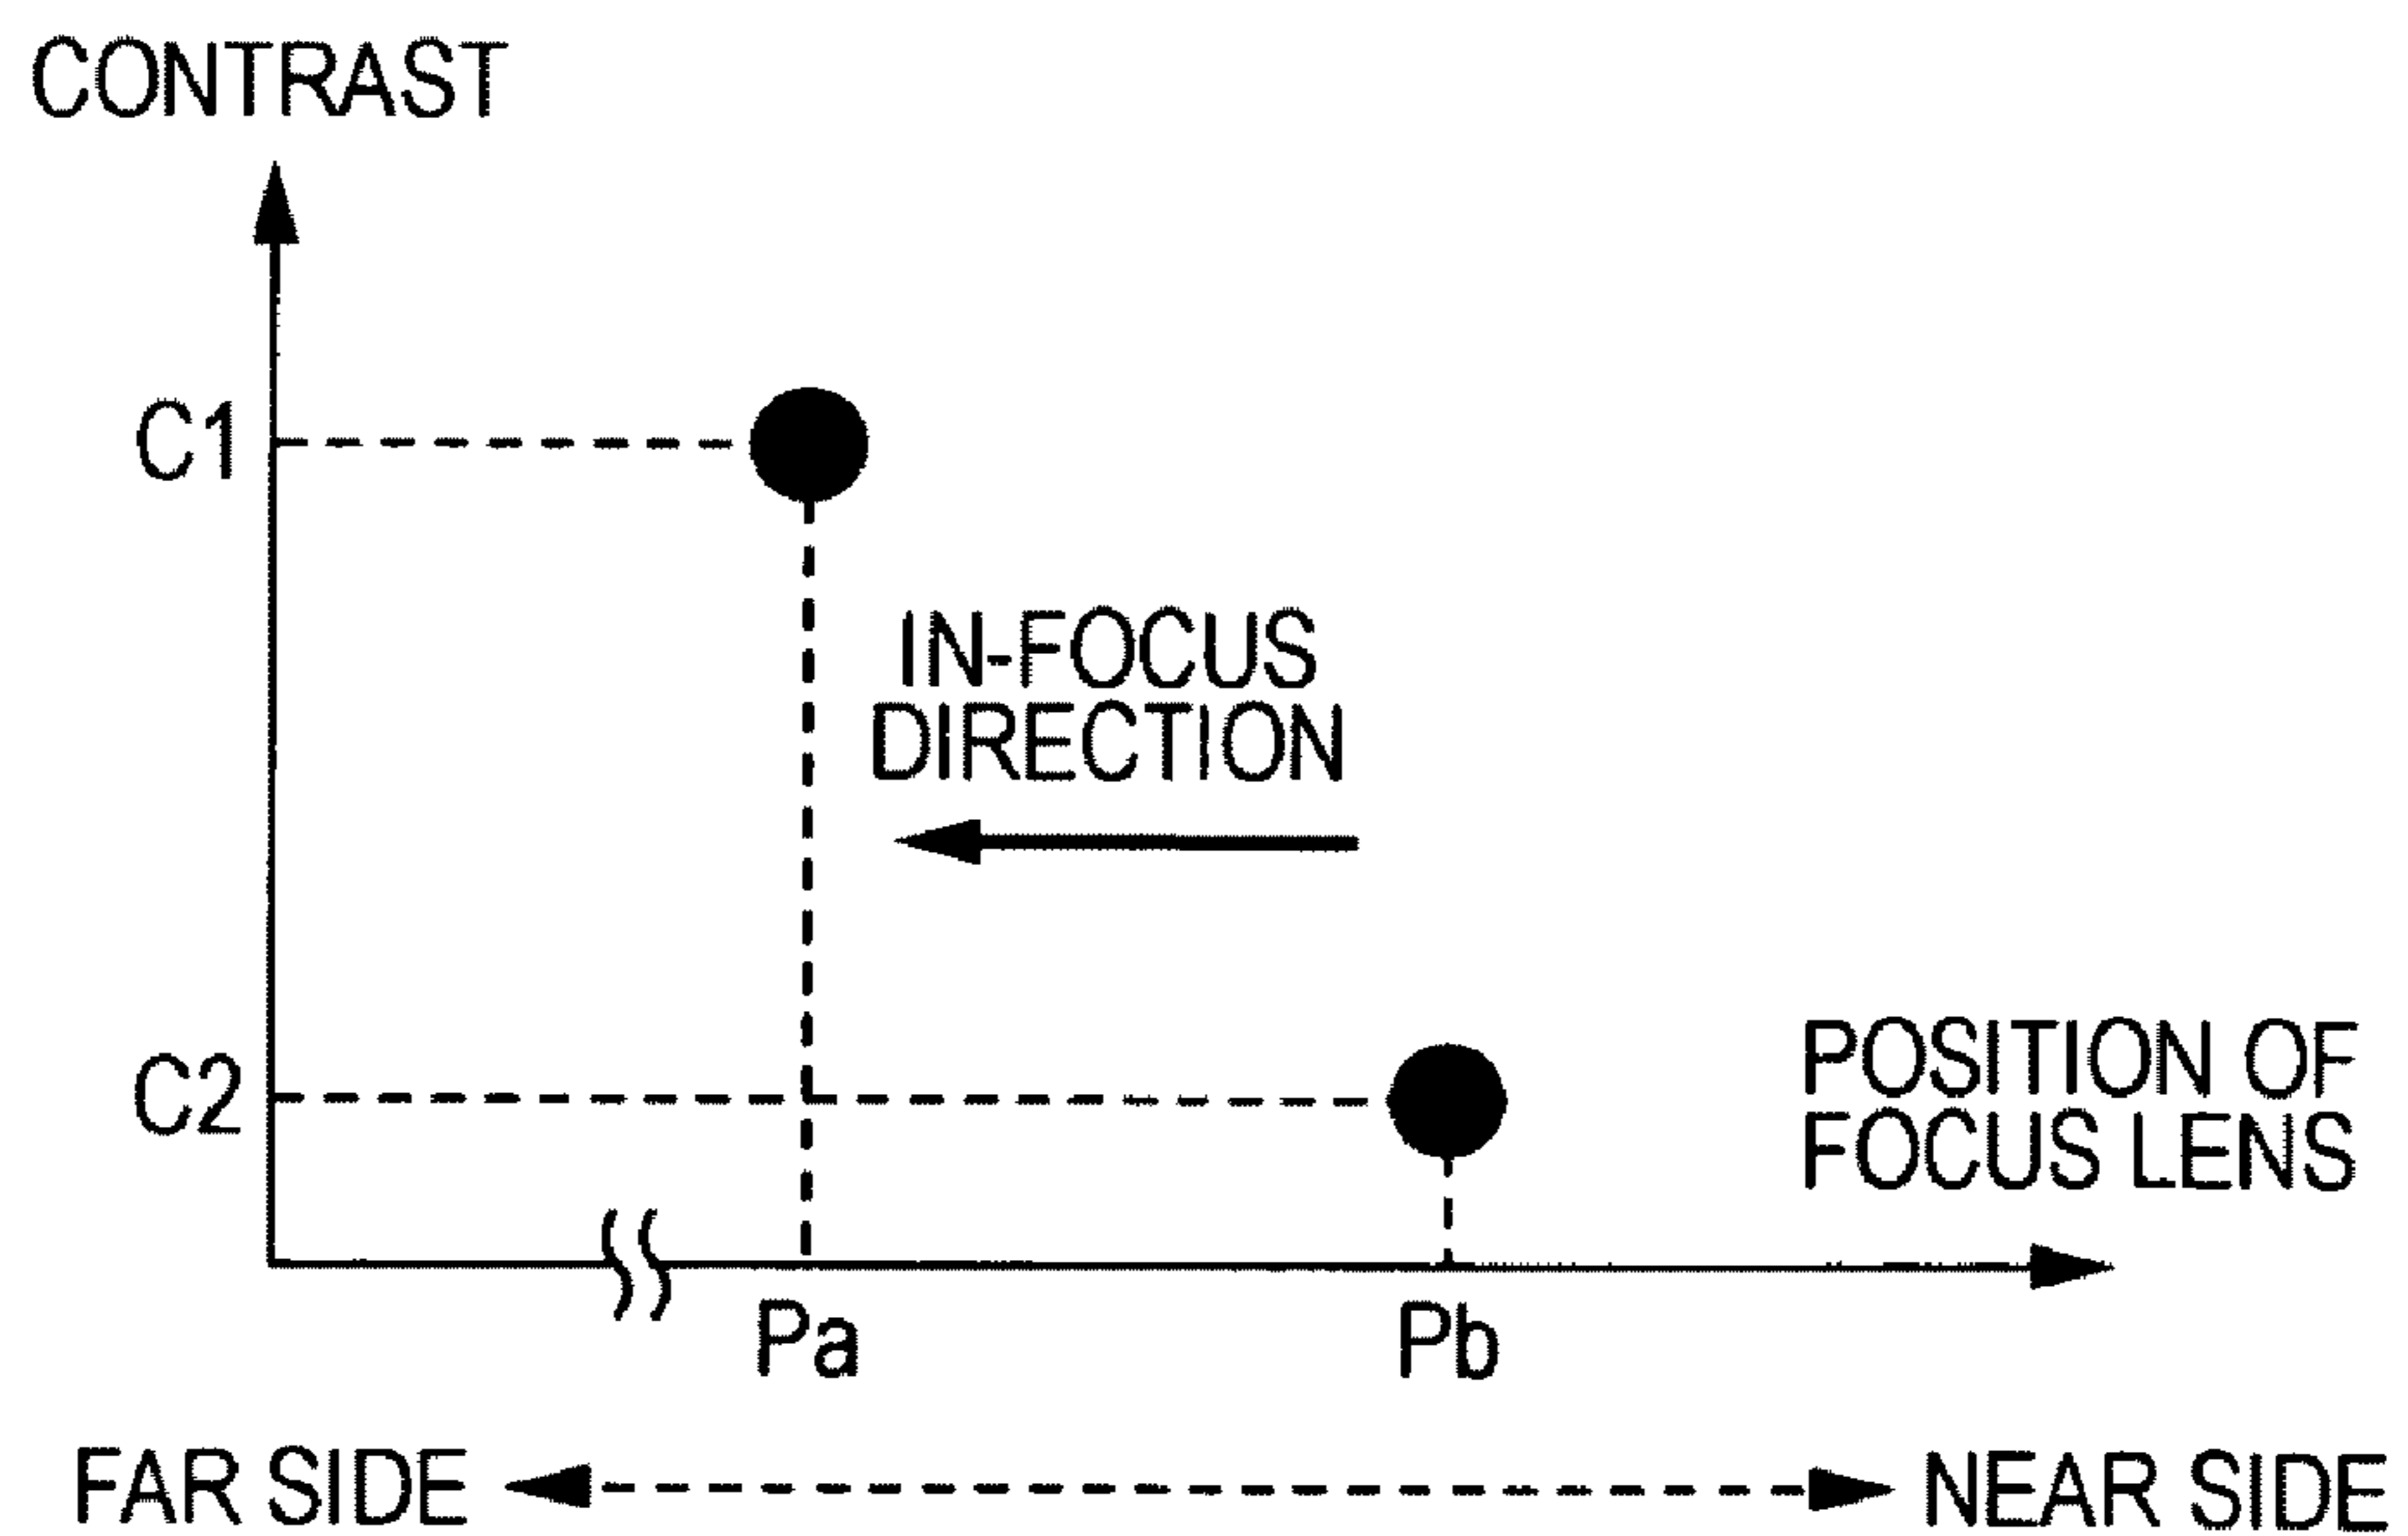 CONTRAST
C1
IN-FOCUS
DIRECTION
C2
POSITION OF
FOCUS LENS
Pa
Pb
FAR SIDE
NEAR SIDE